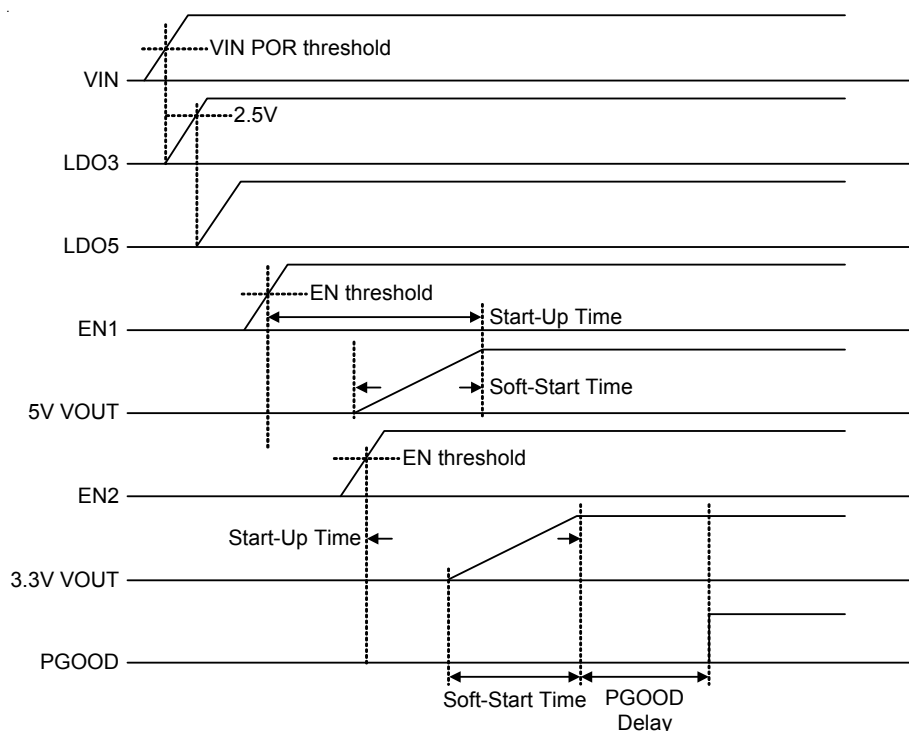 VIN POR threshold
VIN
2.5V
LDO3
LDO5
EN threshold
Start-Up Time
EN1
Soft-Start Time
5V VOUT
EN threshold
EN2
Start-Up Time
3.3V VOUT
PGOOD
Soft-Start Time
PGOOD
Delay